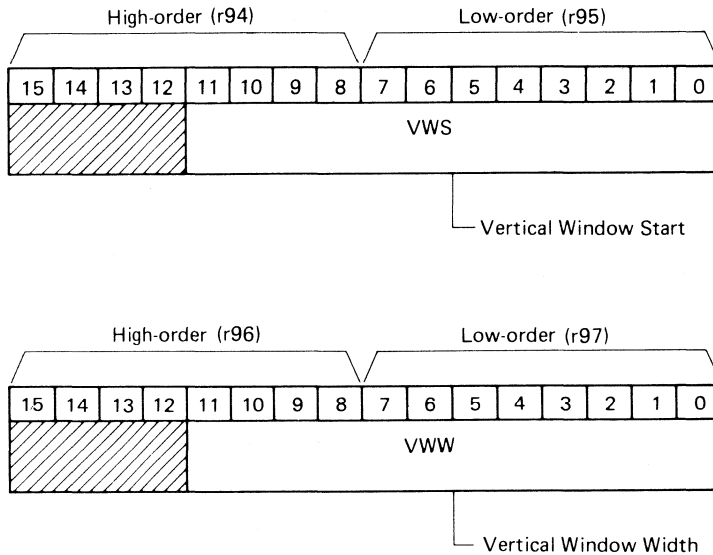 High-order (r94) Low-order (r95)
15 14 13 12 11 10 9 8 7 6 5 4 3 2 1 0
VWS
Vertical Window Start
High-order (r96) Low-order (r97)
15 14 13 12 11 10 9 8 7 6 5 4 3 2 1 0
VWW
Vertical Window Width